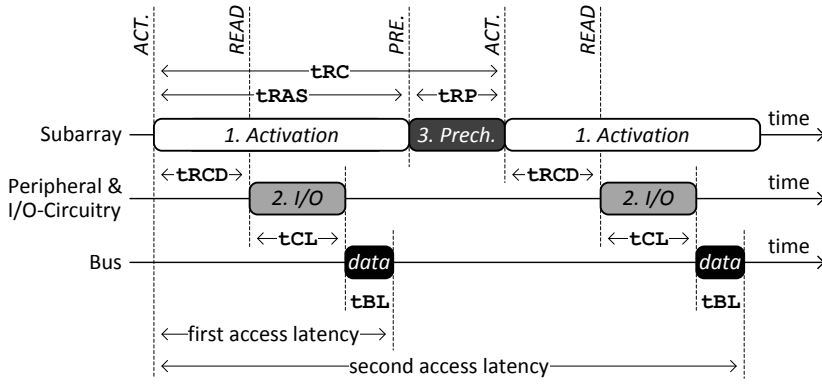 ACT. READ PRE. ACT. READ
tRC
tRAS tRP
Subarray 1. Activation 3. Prech. 1. Activation time
tRCD tRCD
Peripheral &
I/O-Circuitry 2. I/O 2. I/O time
tCL tCL
Bus data data time
tBL tBL
first access latency
second access latency